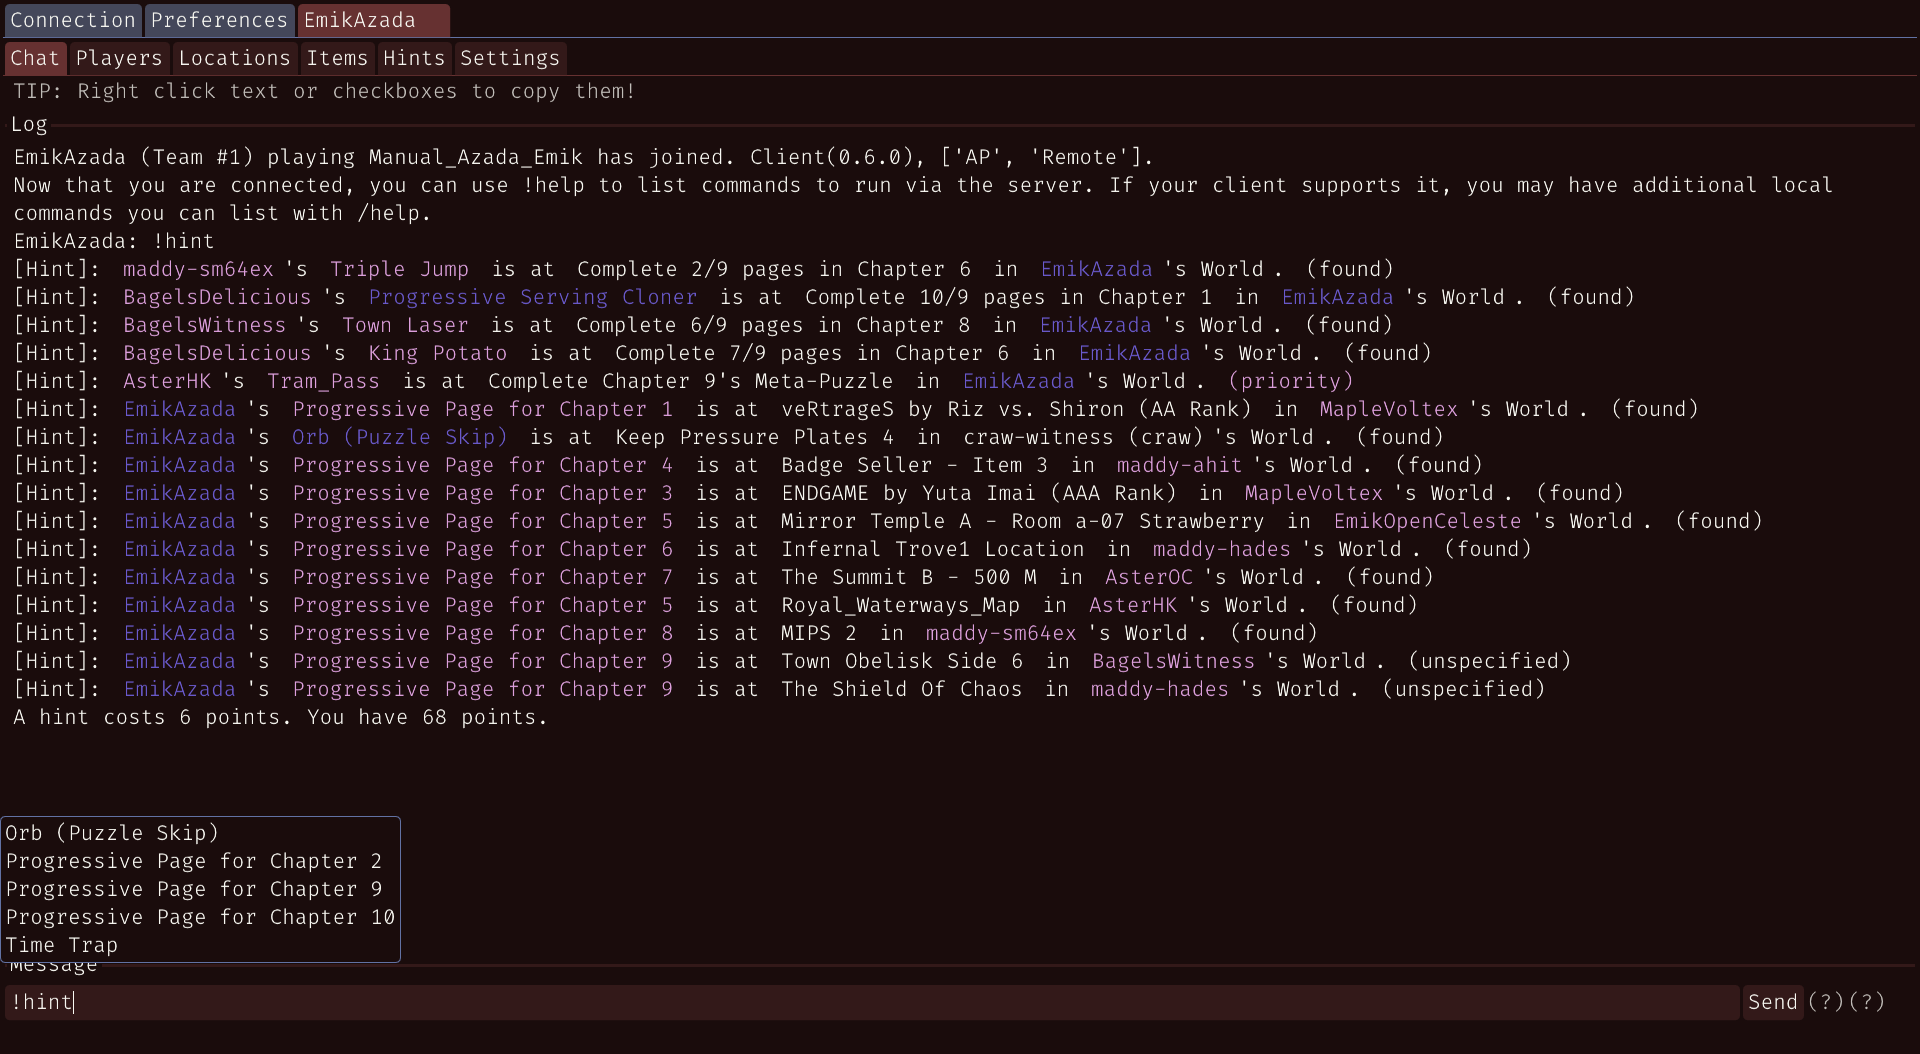 Connection Preferences EmikAzada
Chat Players Locations Items Hints Settings
TIP: Right click text or checkboxes to copy them!
Log
EmikAzada (Team #1) playing Manual_Azada_Emik has joined. Client(0.6.0), ['AP', 'Remote'].
Now that you are connected, you can use !help to list commands to run via the server. If your client supports it, you may have additional local
commands you can list with /help.
EmikAzada: !hint
[Hint]: maddy-sm64ex 's Triple Jump is at Complete 2/9 pages in Chapter 6 in EmikAzada 's World . (found)
[Hint]: BagelsDelicious 's Progressive Serving Cloner is at Complete 10/9 pages in Chapter 1 in EmikAzada 's World . (found)
[Hint]: BagelsWitness 's Town Laser is at Complete 6/9 pages in Chapter 8 in EmikAzada 's World . (found)
[Hint]: BagelsDelicious 's King Potato is at Complete 7/9 pages in Chapter 6 in EmikAzada 's World . (found)
[Hint]: AsterHK 's Tram_Pass is at Complete Chapter 9's Meta-Puzzle in EmikAzada 's World . (priority)
[Hint]: EmikAzada 's Progressive Page for Chapter 1 is at veRtrageS by Riz vs. Shiron (AA Rank) in MapleVoltex 's World . (found)
[Hint]: EmikAzada 's Orb (Puzzle Skip) is at Keep Pressure Plates 4 in craw-witness (craw) 's World . (found)
[Hint]: EmikAzada 's Progressive Page for Chapter 4 is at Badge Seller - Item 3 in maddy-ahit 's World . (found)
[Hint]: EmikAzada 's Progressive Page for Chapter 3 is at ENDGAME by Yuta Imai (AAA Rank) in MapleVoltex 's World . (found)
[Hint]: EmikAzada 's Progressive Page for Chapter 5 is at Mirror Temple A - Room a-07 Strawberry in EmikOpenCeleste 's World . (found)
[Hint]: EmikAzada 's Progressive Page for Chapter 6 is at Infernal Trove1 Location in maddy-hades 's World . (found)
[Hint]: EmikAzada 's Progressive Page for Chapter 7 is at The Summit B - 500 M in AsterOC 's World . (found)
[Hint]: EmikAzada 's Progressive Page for Chapter 5 is at Royal_Waterways_Map in AsterHK 's World . (found)
[Hint]: EmikAzada 's Progressive Page for Chapter 8 is at MIPS 2 in maddy-sm64ex 's World . (found)
[Hint]: EmikAzada 's Progressive Page for Chapter 9 is at Town Obelisk Side 6 in BagelsWitness 's World . (unspecified)
[Hint]: EmikAzada 's Progressive Page for Chapter 9 is at The Shield Of Chaos in maddy-hades 's World . (unspecified)
A hint costs 6 points. You have 68 points.
Orb (Puzzle Skip)
Progressive Page for Chapter 2
Progressive Page for Chapter 9
Progressive Page for Chapter 10
Time Trap
Message
!hint Send (?)(?)